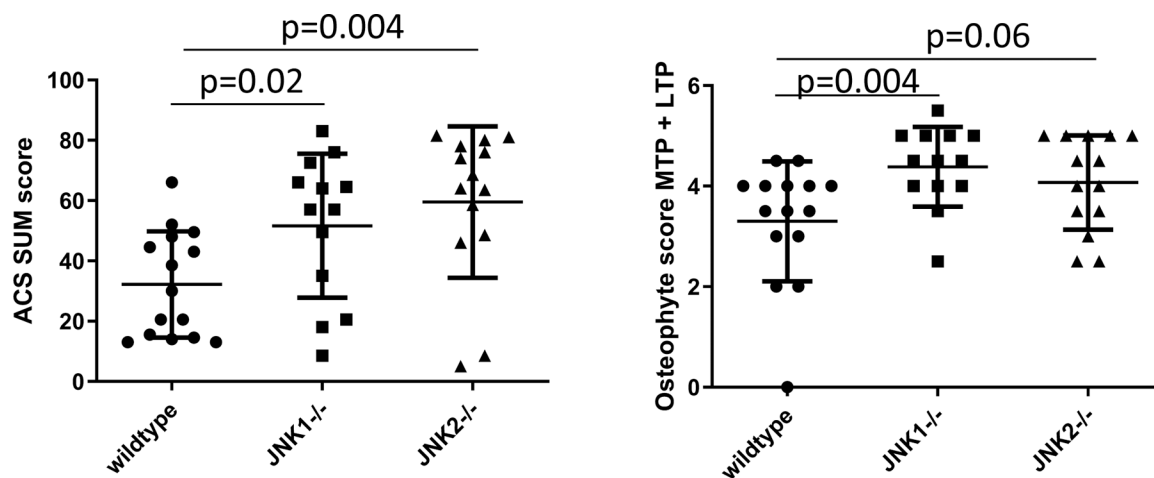 p=0.004
p=0.02
ACS SUM score
100
80
60
40
20
0
wildtype
JNK1-/-
JNK2-/-
p=0.06
p=0.004
Osteophyte score MTP + LTP
6
4
2
0
wildtype
JNK1-/-
JNK2-/-